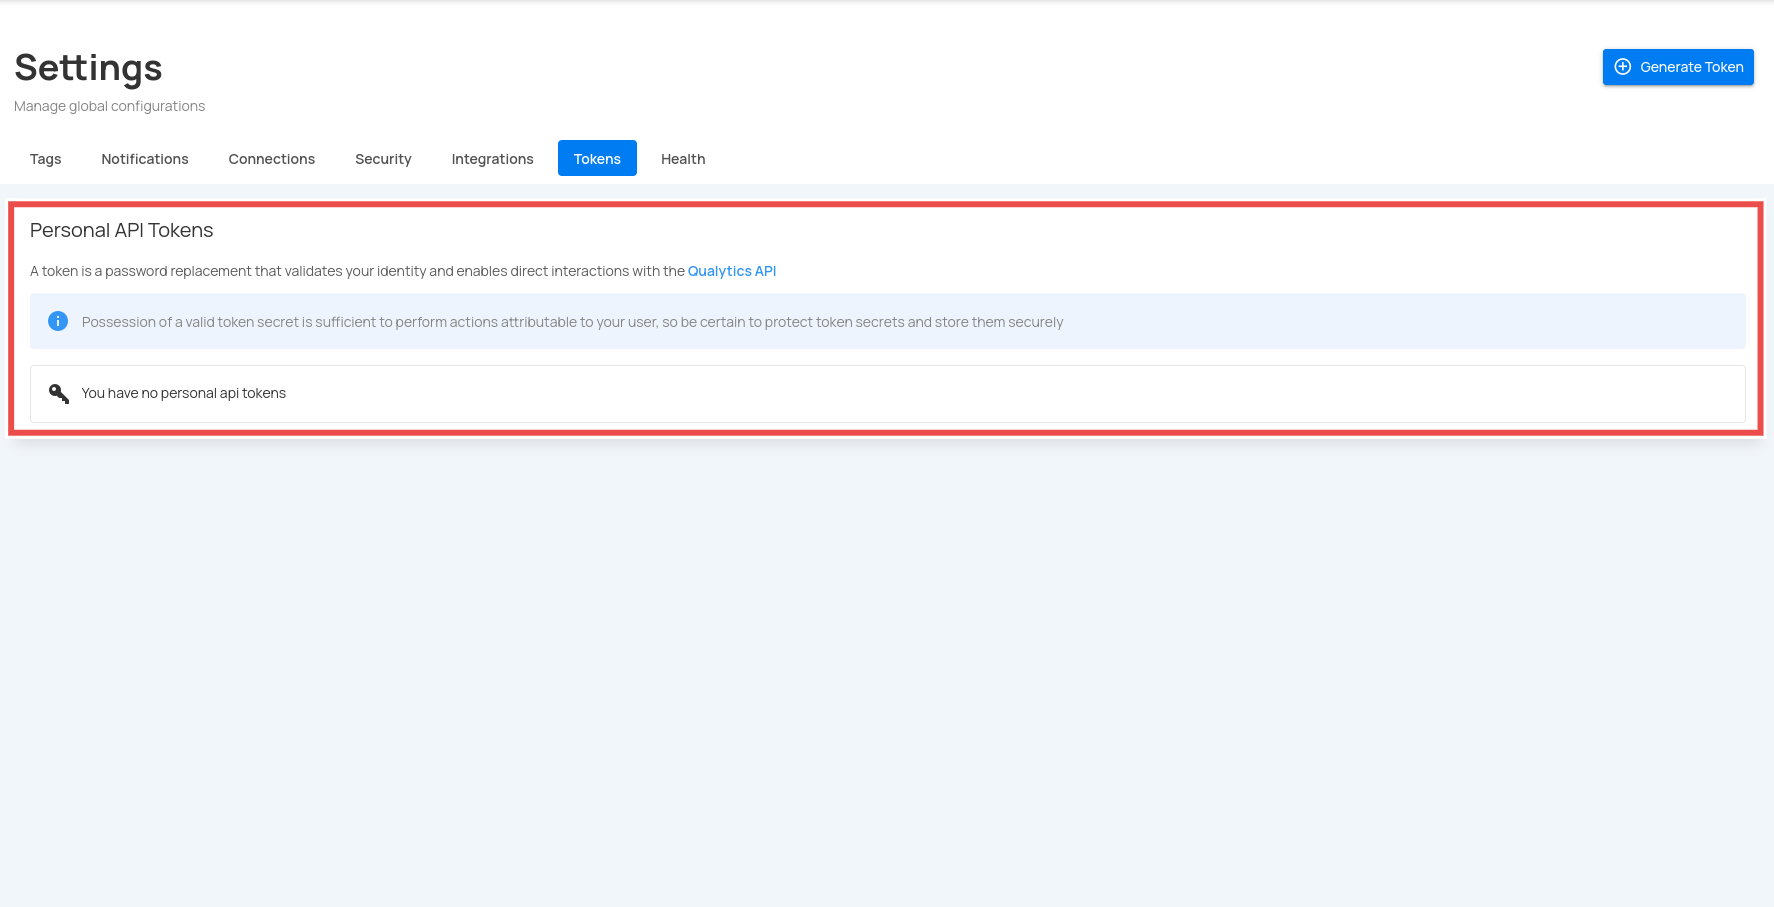 Settings
Generate Token
Manage global configurations
Tags Notifications Connections Security Integrations Tokens Health
Personal API Tokens
A token is a password replacement that validates your identity and enables direct interactions with the Qualytics API
Possession of a valid token secret is sufficient to perform actions attributable to your user, so be certain to protect token secrets and store them securely
You have no personal api tokens